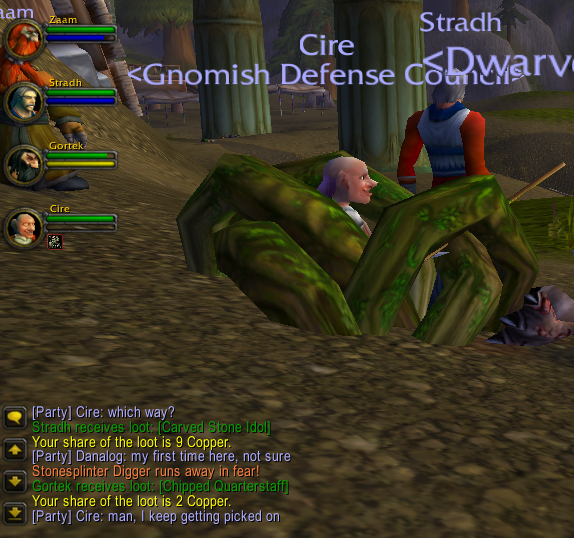 Zaam
Stradh
Cire
<Gnomish Defense Council>
<Dwarv
Zaam
Stradh
Gortek
Cire
[Party] Cire: which way?
Stradh receives loot: [Carved Stone Idol]
Your share of the loot is 9 Copper.
[Party] Danalog: my first time here, not sure
Stonesplinter Digger runs away in fear!
Gortek receives loot: [Chipped Quarterstaff]
Your share of the loot is 2 Copper.
[Party] Cire: man, I keep getting picked on